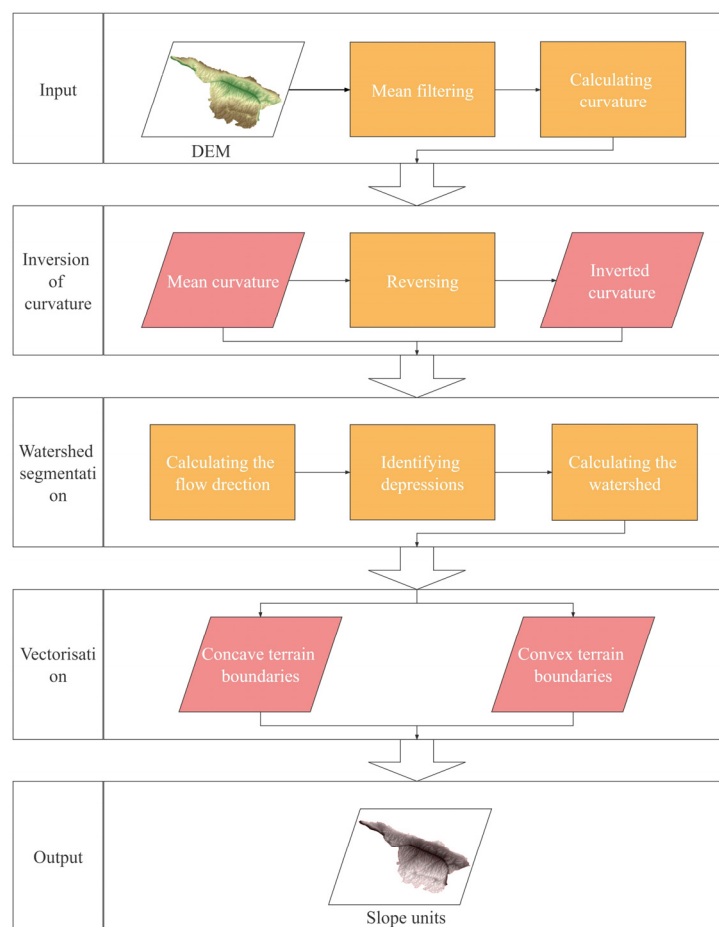 Input
DEM
Mean filtering
Calculating
curvature
Inversion
of
curvature
Mean curvature
Reversing
Inverted
curvature
Watershed
segmentati
on
Calculating the
flow drection
Identifying
depressions
Calculating the
watershed
Vectorisati
on
Concave terrain
boundaries
Convex terrain
boundaries
Output
Slope units